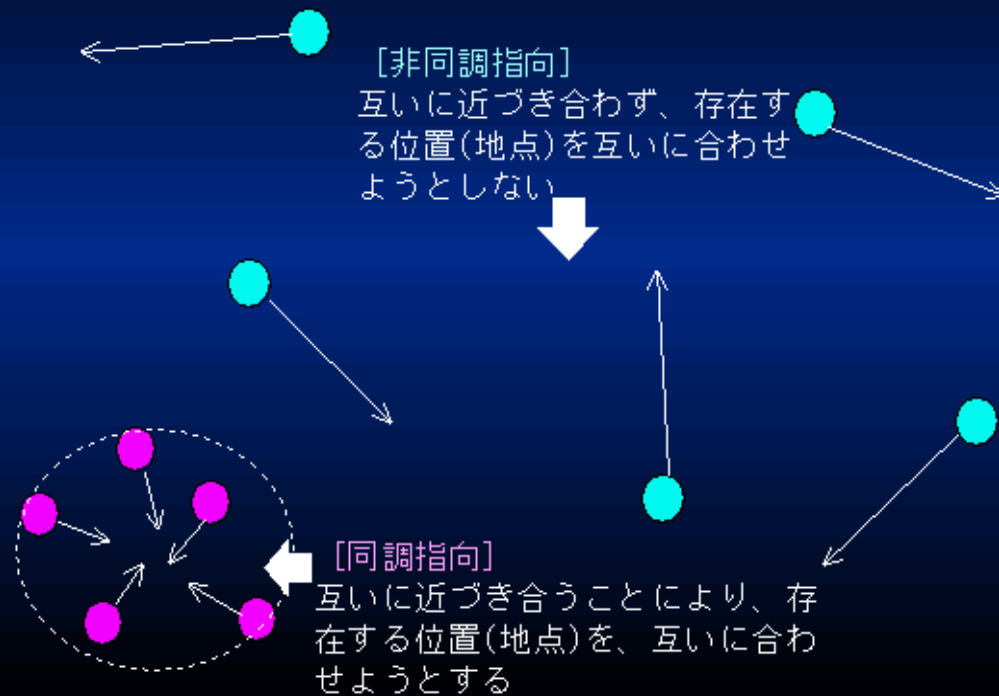 [非同調指向]
互いに近づき合わず、存在す
る位置(地点)を互いに合わせ
ようとしない
[同調指向]
互いに近づき合うことにより、存
在する位置(地点)を、互いに合わ
せようとする